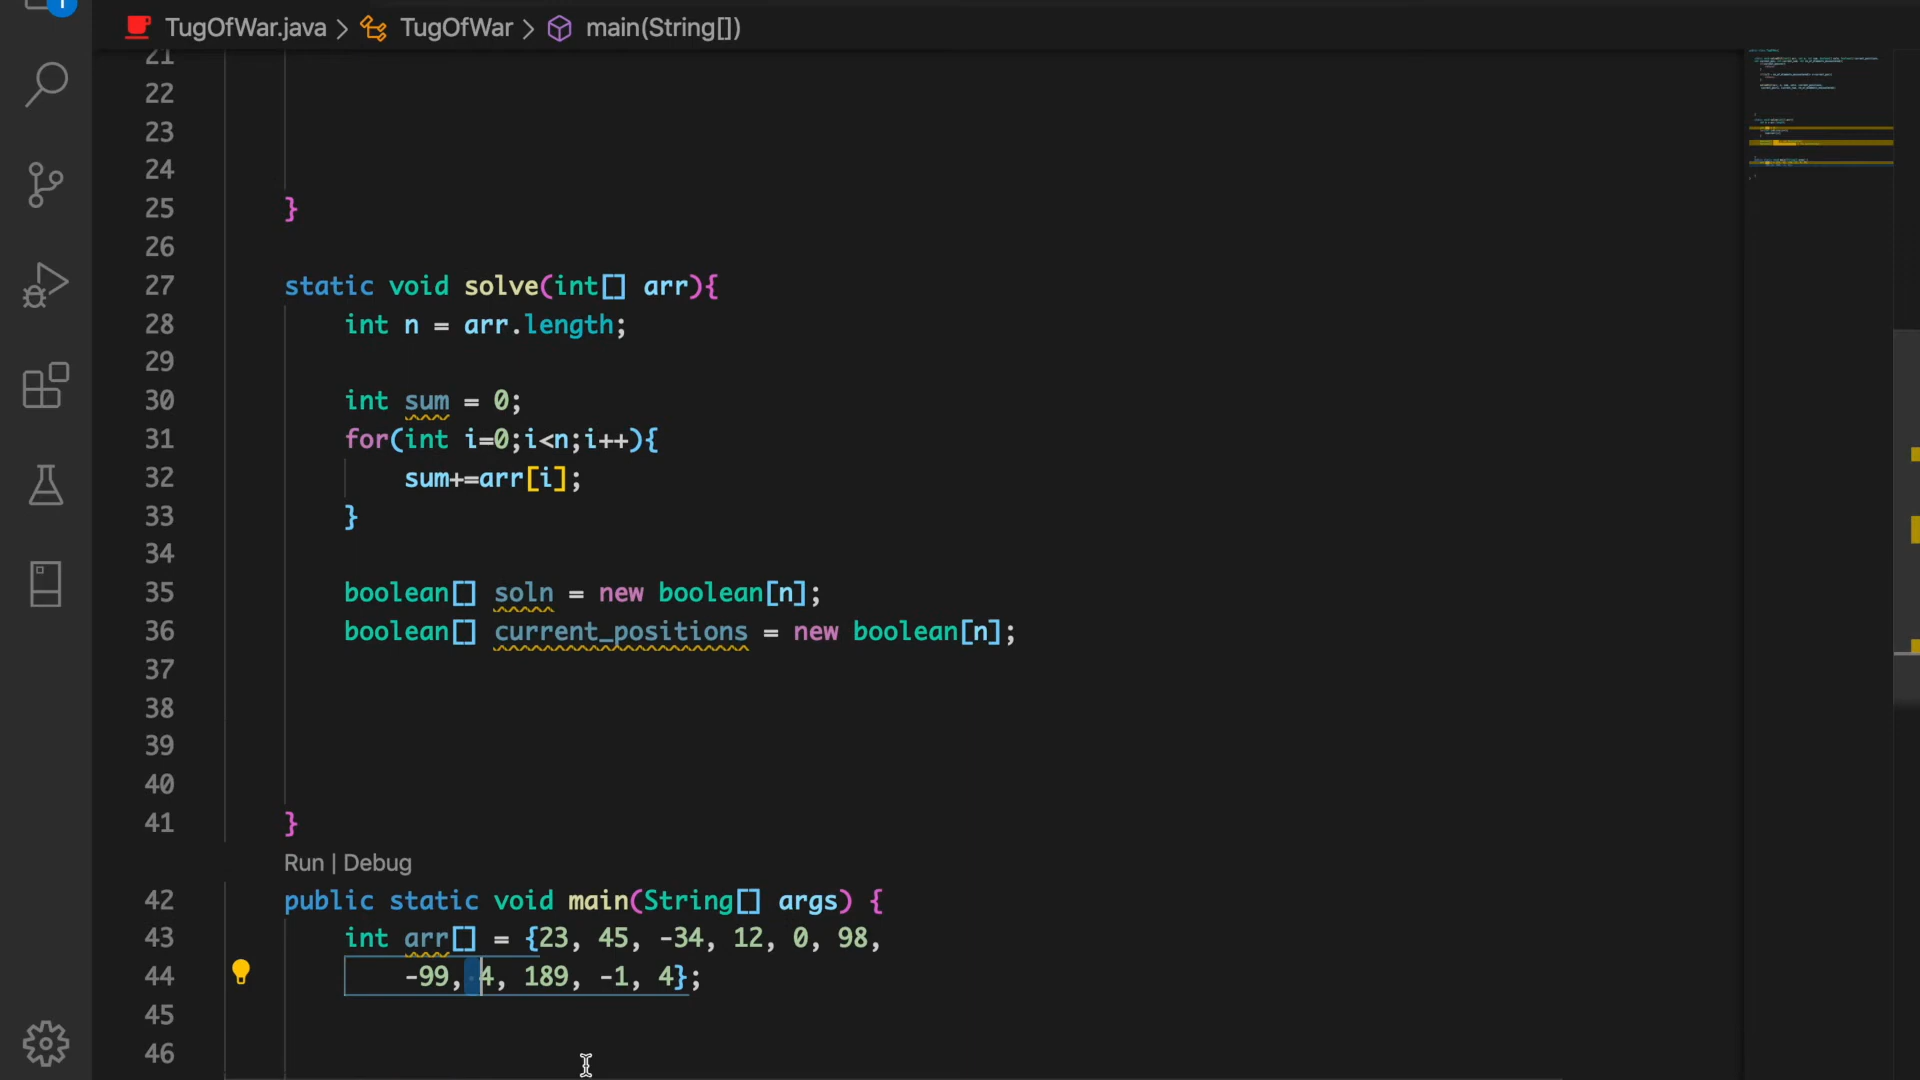 TugOfWar.java > TugOfWar > main(String[])
21
22
23
24
25 }
26
27 static void solve(int[] arr){
28 int n = arr.length;
29
30 int sum = 0;
31 for(int i=0;i<n;i++){
32 sum+=arr[i];
33 }
34
35 boolean[] soln = new boolean[n];
36 boolean[] current_positions = new boolean[n];
37
38
39
40
41 }
Run | Debug
42 public static void main(String[] args) {
43 int arr[] = {23, 45, -34, 12, 0, 98,
44 -99, 4, 189, -1, 4};
45
46